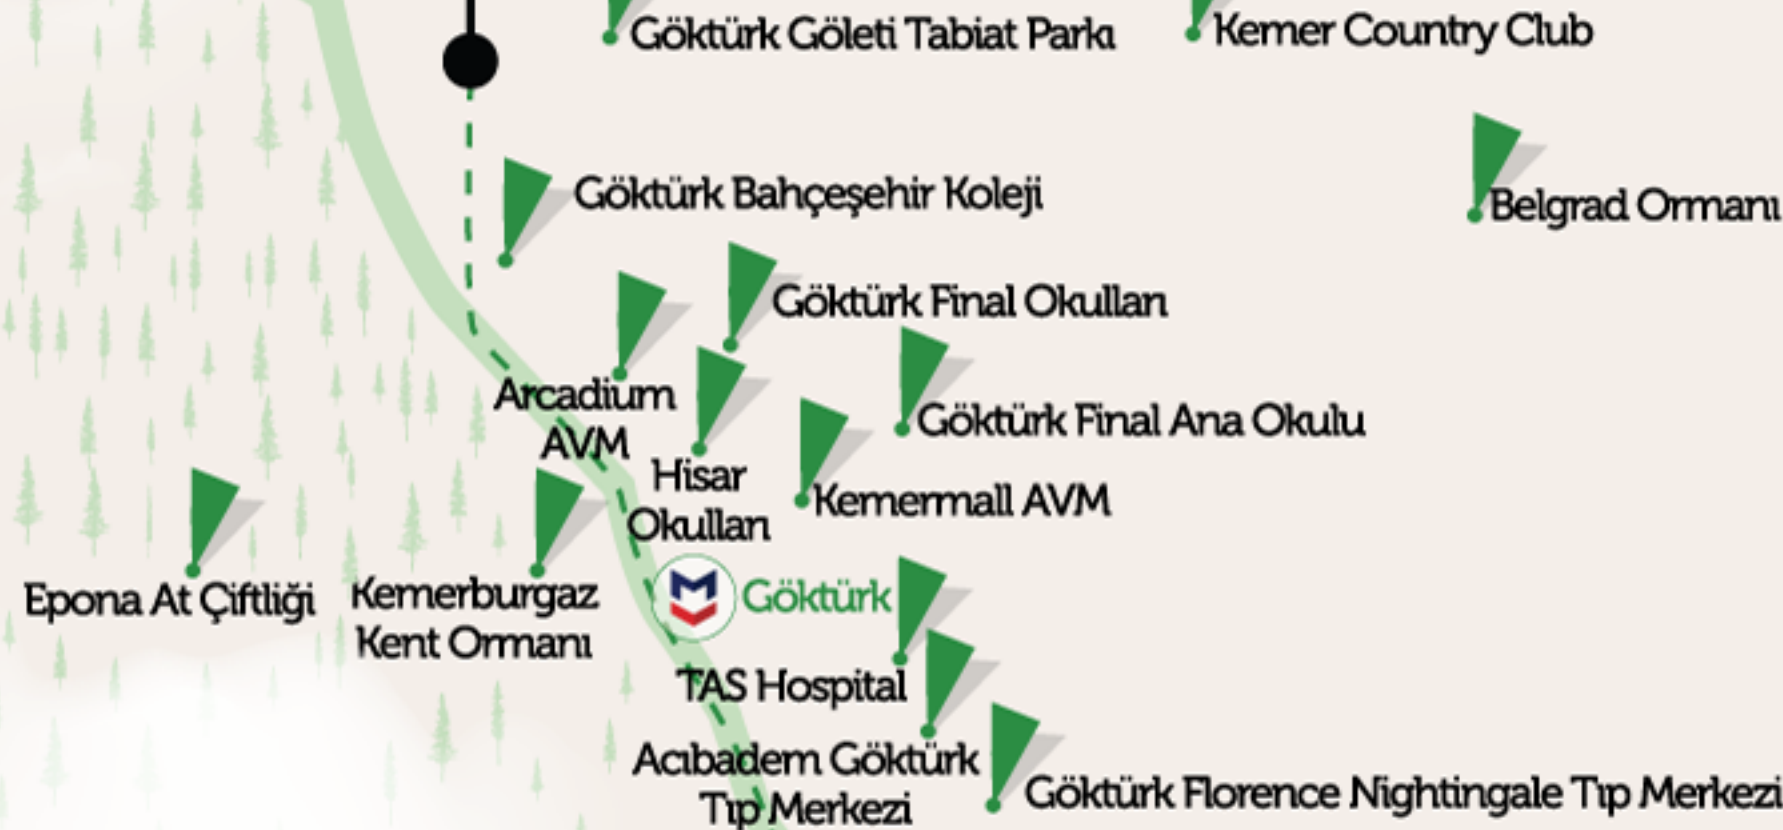 Göktürk Göleti Tabiat Parkı
Kemer Country Club
Göktürk Bahçeşehir Koleji
Belgrad Ormanı
Göktürk Final Okulları
Arcadium
AVM
Göktürk Final Ana Okulu
Hisar
Okulları
Kemermall AVM
Epona At Çiftliği
Kemerburgaz
Kent Ormanı
Göktürk
TAS Hospital
Acıbadem Göktürk
Tıp Merkezi
Göktürk Florence Nightingale Tıp Merkezi